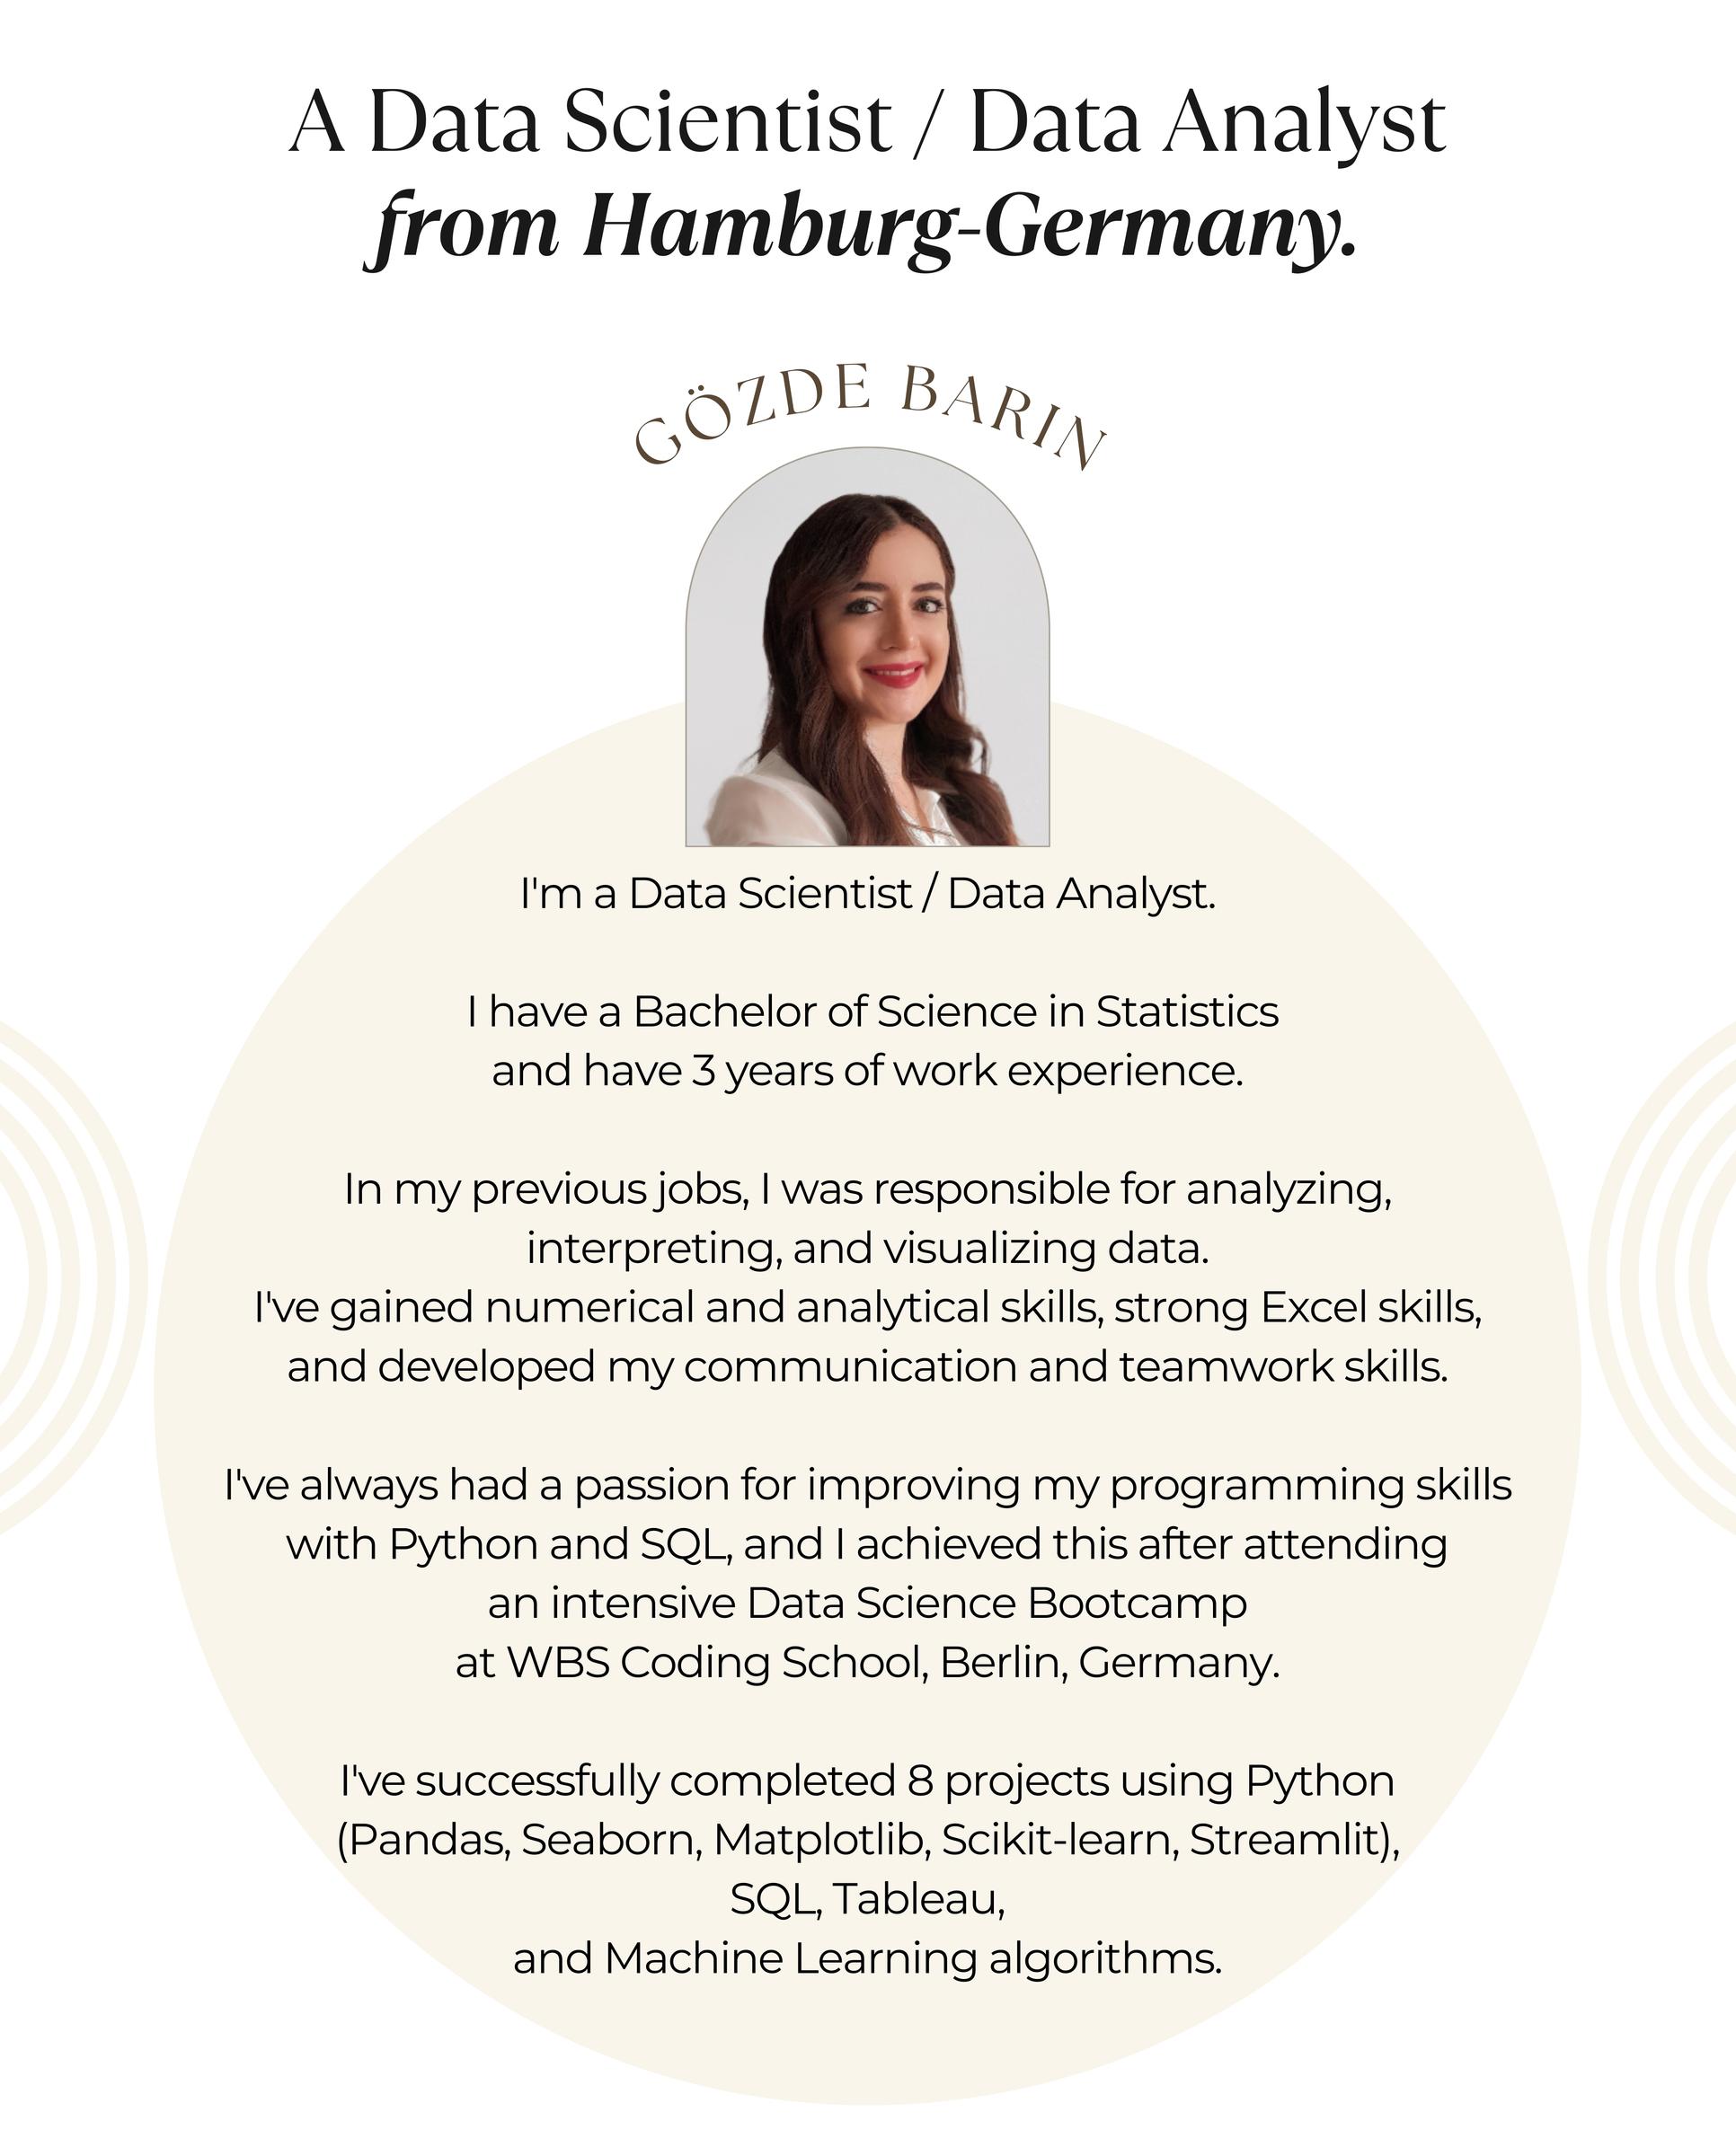 A Data Scientist / Data Analyst
from Hamburg-Germany.
GÖZDE BARIN
I'm a Data Scientist / Data Analyst.
I have a Bachelor of Science in Statistics
and have 3 years of work experience.
In my previous jobs, I was responsible for analyzing,
interpreting, and visualizing data.
I've gained numerical and analytical skills, strong Excel skills,
and developed my communication and teamwork skills.
I've always had a passion for improving my programming skills
with Python and SQL, and I achieved this after attending
an intensive Data Science Bootcamp
at WBS Coding School, Berlin, Germany.
I've successfully completed 8 projects using Python
(Pandas, Seaborn, Matplotlib, Scikit-learn, Streamlit),
SQL, Tableau,
and Machine Learning algorithms.